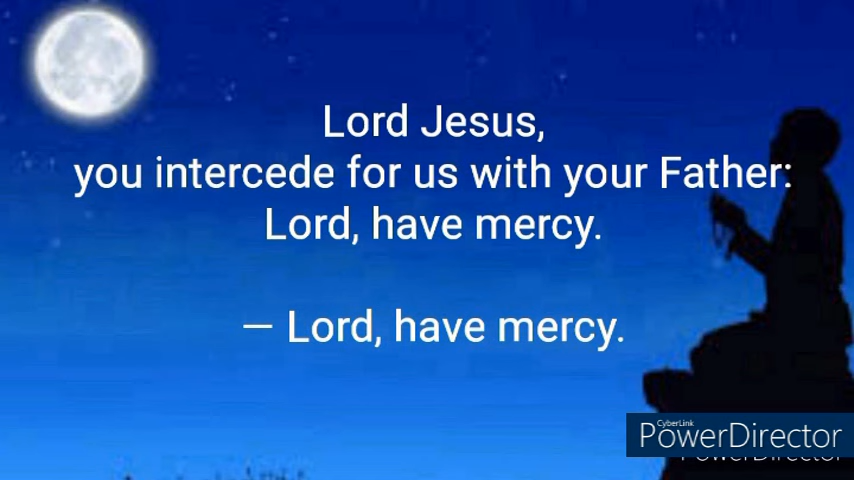 Lord Jesus,
you intercede for us with your Father:
Lord, have mercy.
— Lord, have mercy.
CyberLink
PowerDirector
PowerDirector